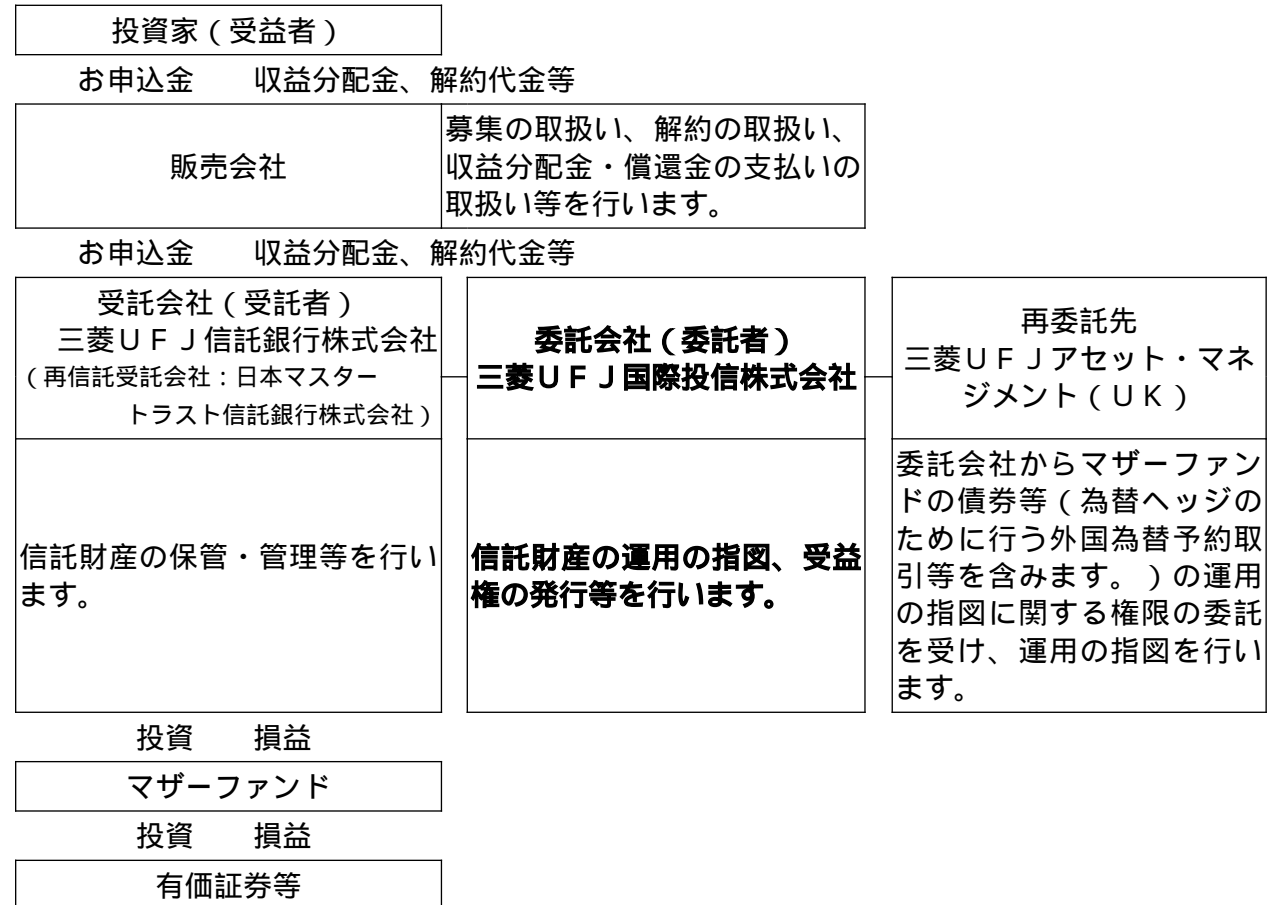 投資家（受益者）
お申込金　　収益分配金、解約代金等
販売会社
募集の取扱い、解約の取扱い、
収益分配金・償還金の支払いの
取扱い等を行います。
お申込金　　収益分配金、解約代金等
受託会社（受託者）
三菱ＵＦＪ信託銀行株式会社
（再信託受託会社：日本マスター
トラスト信託銀行株式会社）
委託会社（委託者）
三菱ＵＦＪ国際投信株式会社
再委託先
三菱ＵＦＪアセット・マネ
ジメント（ＵＫ）
信託財産の保管・管理等を行い
ます。
信託財産の運用の指図、受益
権の発行等を行います。
委託会社からマザーファン
ドの債券等（為替ヘッジの
ために行う外国為替予約取
引等を含みます。）の運用
の指図に関する権限の委託
を受け、運用の指図を行い
ます。
投資　　損益
マザーファンド
投資　　損益
有価証券等